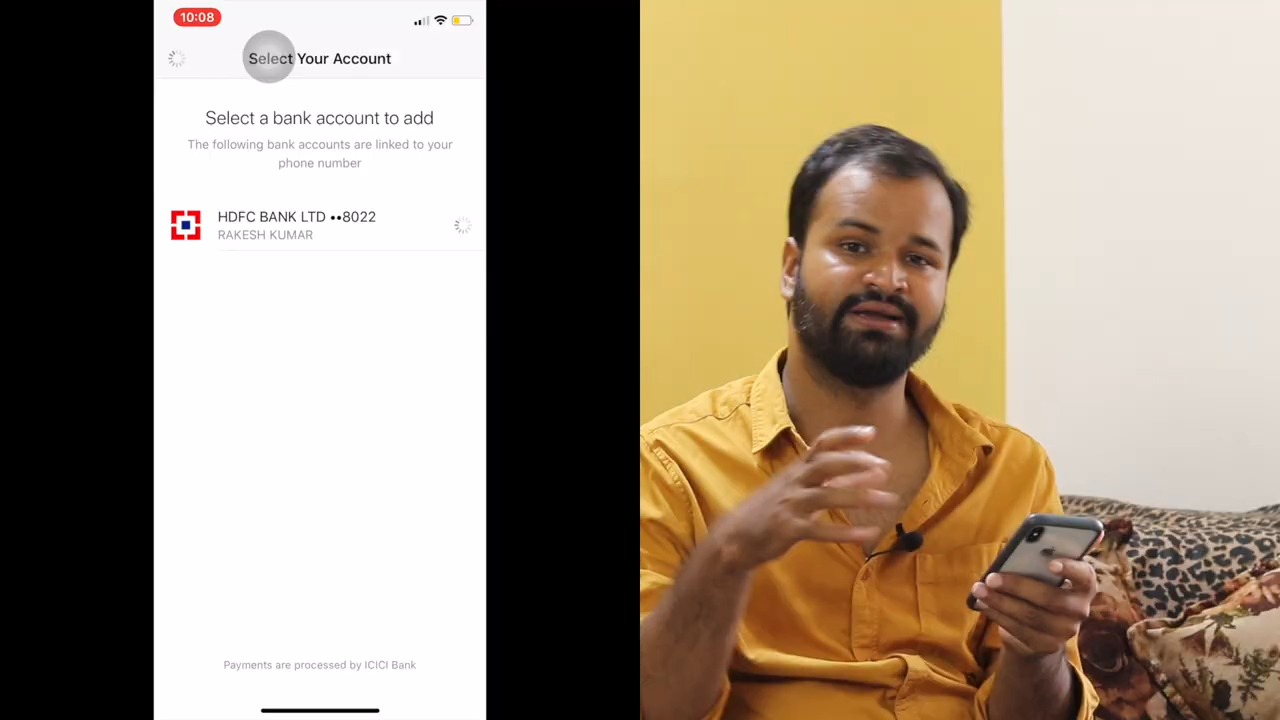 10:08
Select Your Account
Select a bank account to add
The following bank accounts are linked to your
phone number
HDFC BANK LTD ••8022
RAKESH KUMAR
Payments are processed by ICICI Bank